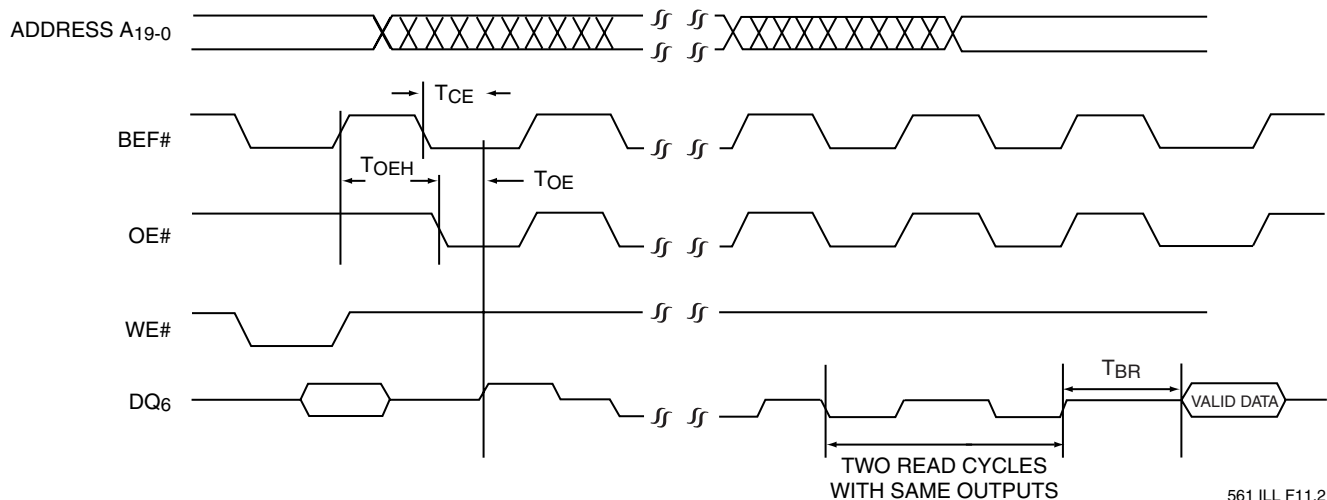 ADDRESS A19-0
TCE
BEF#
TOEH
TOE
OE#
WE#
TBR
DQ6
VALID DATA
TWO READ CYCLES
WITH SAME OUTPUTS
561 ILL F11.2